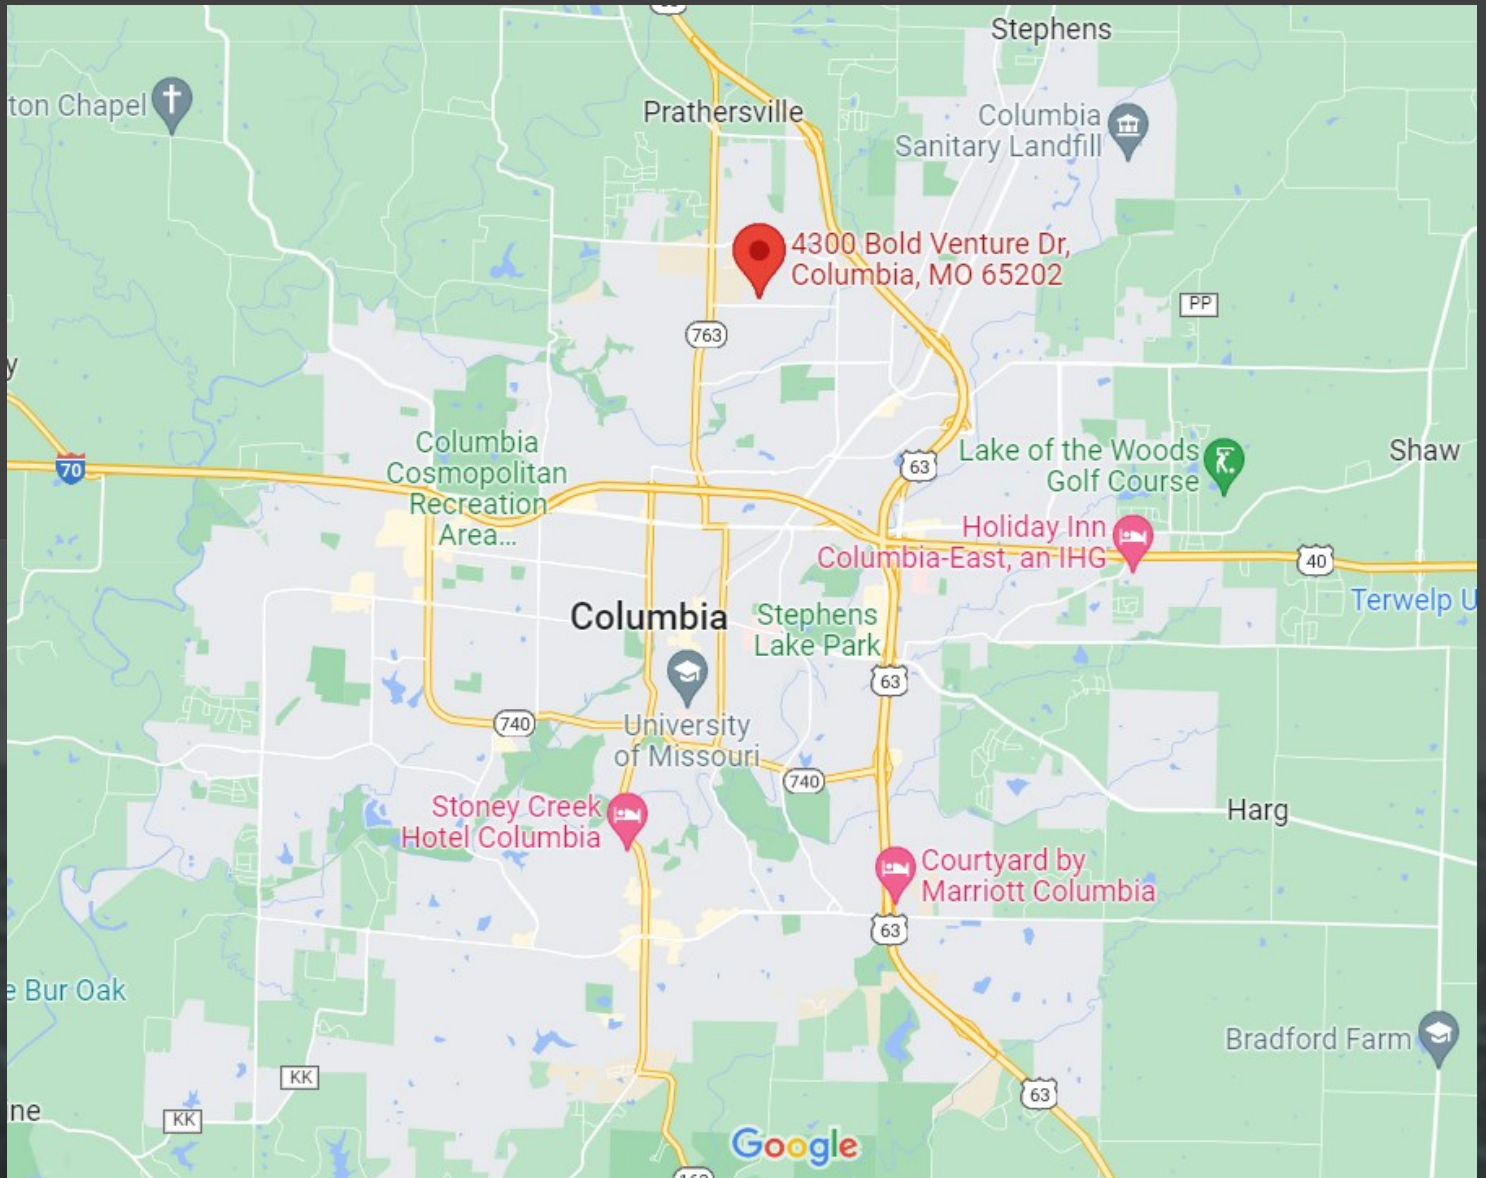 Stephens
ton Chapel
Prathersville
Columbia
Sanitary Landfill
4300 Bold Venture Dr,
Columbia, MO 65202
PP
763
y
70
Columbia
Cosmopolitan
Recreation
Area...
63
Lake of the Woods
Golf Course
Shaw
Holiday Inn
Columbia-East, an IHG
40
Terwelp U
Columbia
Stephens
Lake Park
63
740
University
of Missouri
740
Stoney Creek
Hotel Columbia
Harg
Courtyard by
Marriott Columbia
63
e Bur Oak
Bradford Farm
KK
63
ine
KK
Google